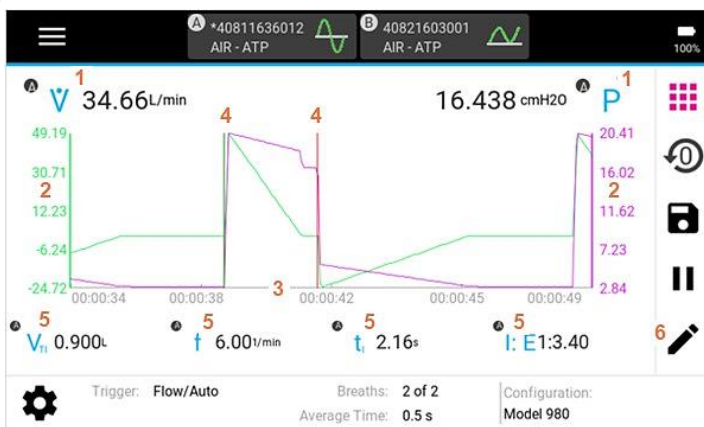 A *40811636012 B 40821603001
AIR - ATP AIR - ATP
100%
1 1
A V̇ 34.66 L/min 16.438 cmH2O A P
4 4
49.19 20.41
30.71 16.02
2 2
12.23 11.62
-6.24 7.23
-24.72 2.84
3
00:00:34 00:00:38 00:00:42 00:00:45 00:00:49
5 5 5 5 6
A VTI 0.900L A f 6.00 1/min A tI 2.16s A I: E 1:3.40
Trigger: Flow/Auto Breaths: 2 of 2 Configuration:
Average Time: 0.5 s Model 980
0